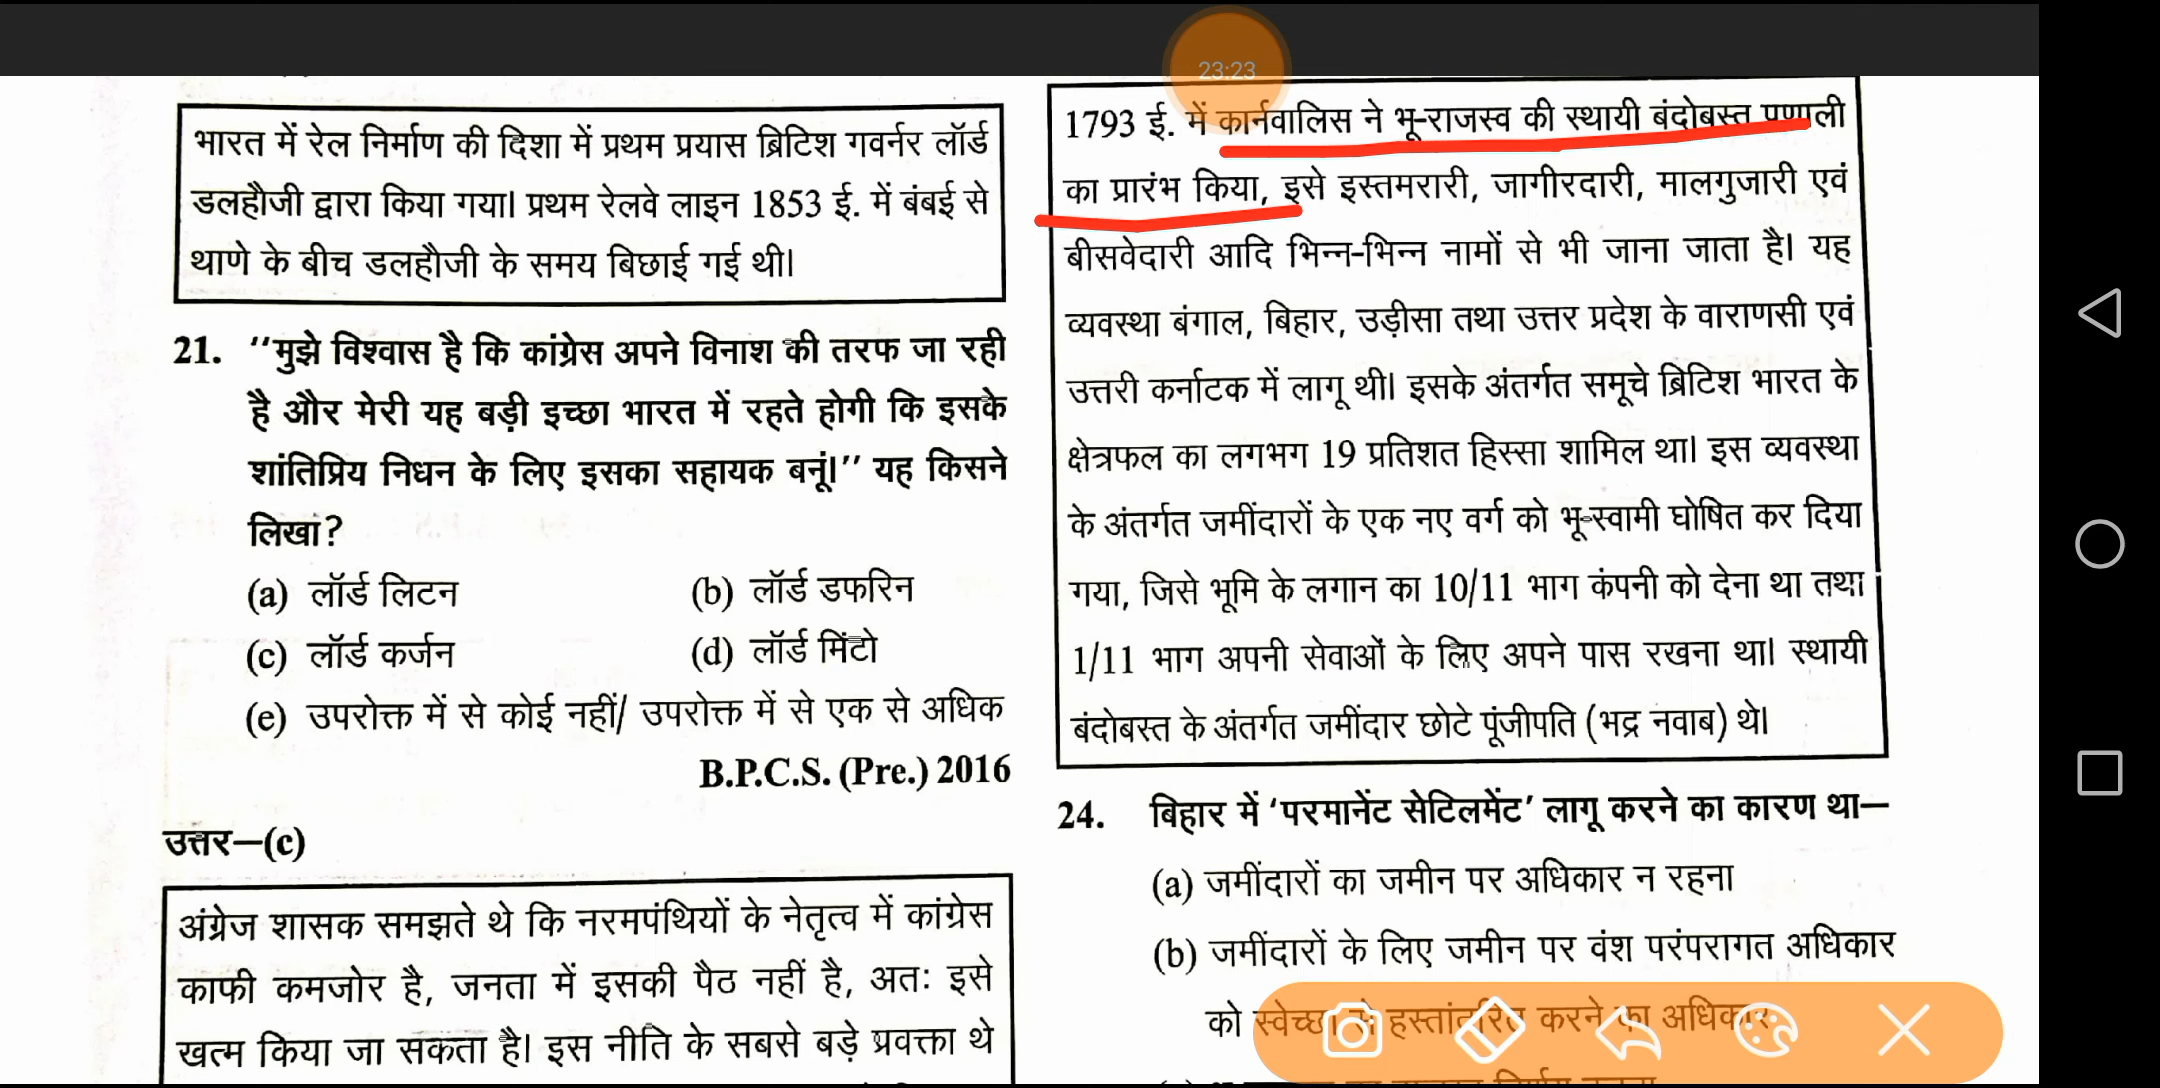 23:23
भारत में रेल निर्माण की दिशा में प्रथम प्रयास ब्रिटिश गवर्नर लॉर्ड
डलहौजी द्वारा किया गया। प्रथम रेलवे लाइन 1853 ई. में बंबई से
थाणे के बीच डलहौजी के समय बिछाई गई थी।
21. ''मुझे विश्वास है कि कांग्रेस अपने विनाश की तरफ जा रही
है और मेरी यह बड़ी इच्छा भारत में रहते होगी कि इसके
शांतिप्रिय निधन के लिए इसका सहायक बनूं।'' यह किसने
लिखा?
(a) लॉर्ड लिटन (b) लॉर्ड डफरिन
(c) लॉर्ड कर्जन (d) लॉर्ड मिंटो
(e) उपरोक्त में से कोई नहीं/ उपरोक्त में से एक से अधिक
B.P.C.S. (Pre.) 2016
उत्तर—(c)
अंग्रेज शासक समझते थे कि नरमपंथियों के नेतृत्व में कांग्रेस
काफी कमजोर है, जनता में इसकी पैठ नहीं है, अतः इसे
खत्म किया जा सकता है। इस नीति के सबसे बड़े प्रवक्ता थे
1793 ई. में कार्नवालिस ने भू-राजस्व की स्थायी बंदोबस्त प्रणाली
का प्रारंभ किया, इसे इस्तमरारी, जागीरदारी, मालगुजारी एवं
बीसवेदारी आदि भिन्न-भिन्न नामों से भी जाना जाता है। यह
व्यवस्था बंगाल, बिहार, उड़ीसा तथा उत्तर प्रदेश के वाराणसी एवं
उत्तरी कर्नाटक में लागू थी। इसके अंतर्गत समूचे ब्रिटिश भारत के
क्षेत्रफल का लगभग 19 प्रतिशत हिस्सा शामिल था। इस व्यवस्था
के अंतर्गत जमींदारों के एक नए वर्ग को भू-स्वामी घोषित कर दिया
गया, जिसे भूमि के लगान का 10/11 भाग कंपनी को देना था तथा
1/11 भाग अपनी सेवाओं के लिए अपने पास रखना था। स्थायी
बंदोबस्त के अंतर्गत जमींदार छोटे पूंजीपति (भद्र नवाब) थे।
24. बिहार में 'परमानेंट सेटिलमेंट' लागू करने का कारण था—
(a) जमींदारों का जमीन पर अधिकार न रहना
(b) जमींदारों के लिए जमीन पर वंश परंपरागत अधिकार
को स्वेच्छा से हस्तांतरित करने का अधिकार